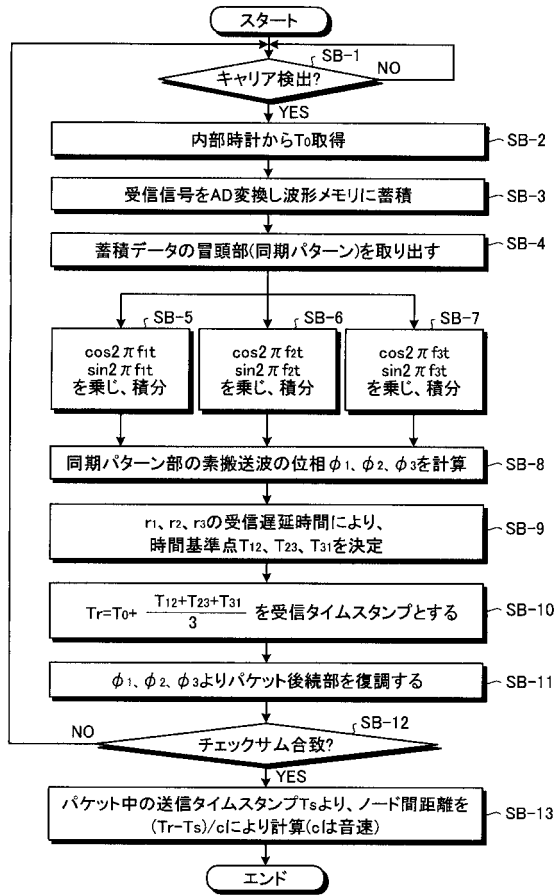 スタート
SB-1
キャリア検出?
NO
YES
内部時計からT0取得
SB-2
受信信号をAD変換し波形メモリに蓄積
SB-3
蓄積データの冒頭部(同期パターン)を取り出す
SB-4
SB-5
cos2πf1t
sin2πf1t
を乗じ、積分
SB-6
cos2πf2t
sin2πf2t
を乗じ、積分
SB-7
cos2πf3t
sin2πf3t
を乗じ、積分
同期パターン部の素搬送波の位相φ1、φ2、φ3を計算
SB-8
r1、r2、r3の受信遅延時間により、
時間基準点T12、T23、T31を決定
SB-9
Tr=T0+ T12+T23+T31/3 を受信タイムスタンプとする
SB-10
φ1、φ2、φ3よりパケット後続部を復調する
SB-11
SB-12
NO
チェックサム合致?
YES
パケット中の送信タイムスタンプTsより、ノード間距離を
(Tr-Ts)/cにより計算(cは音速)
SB-13
エンド